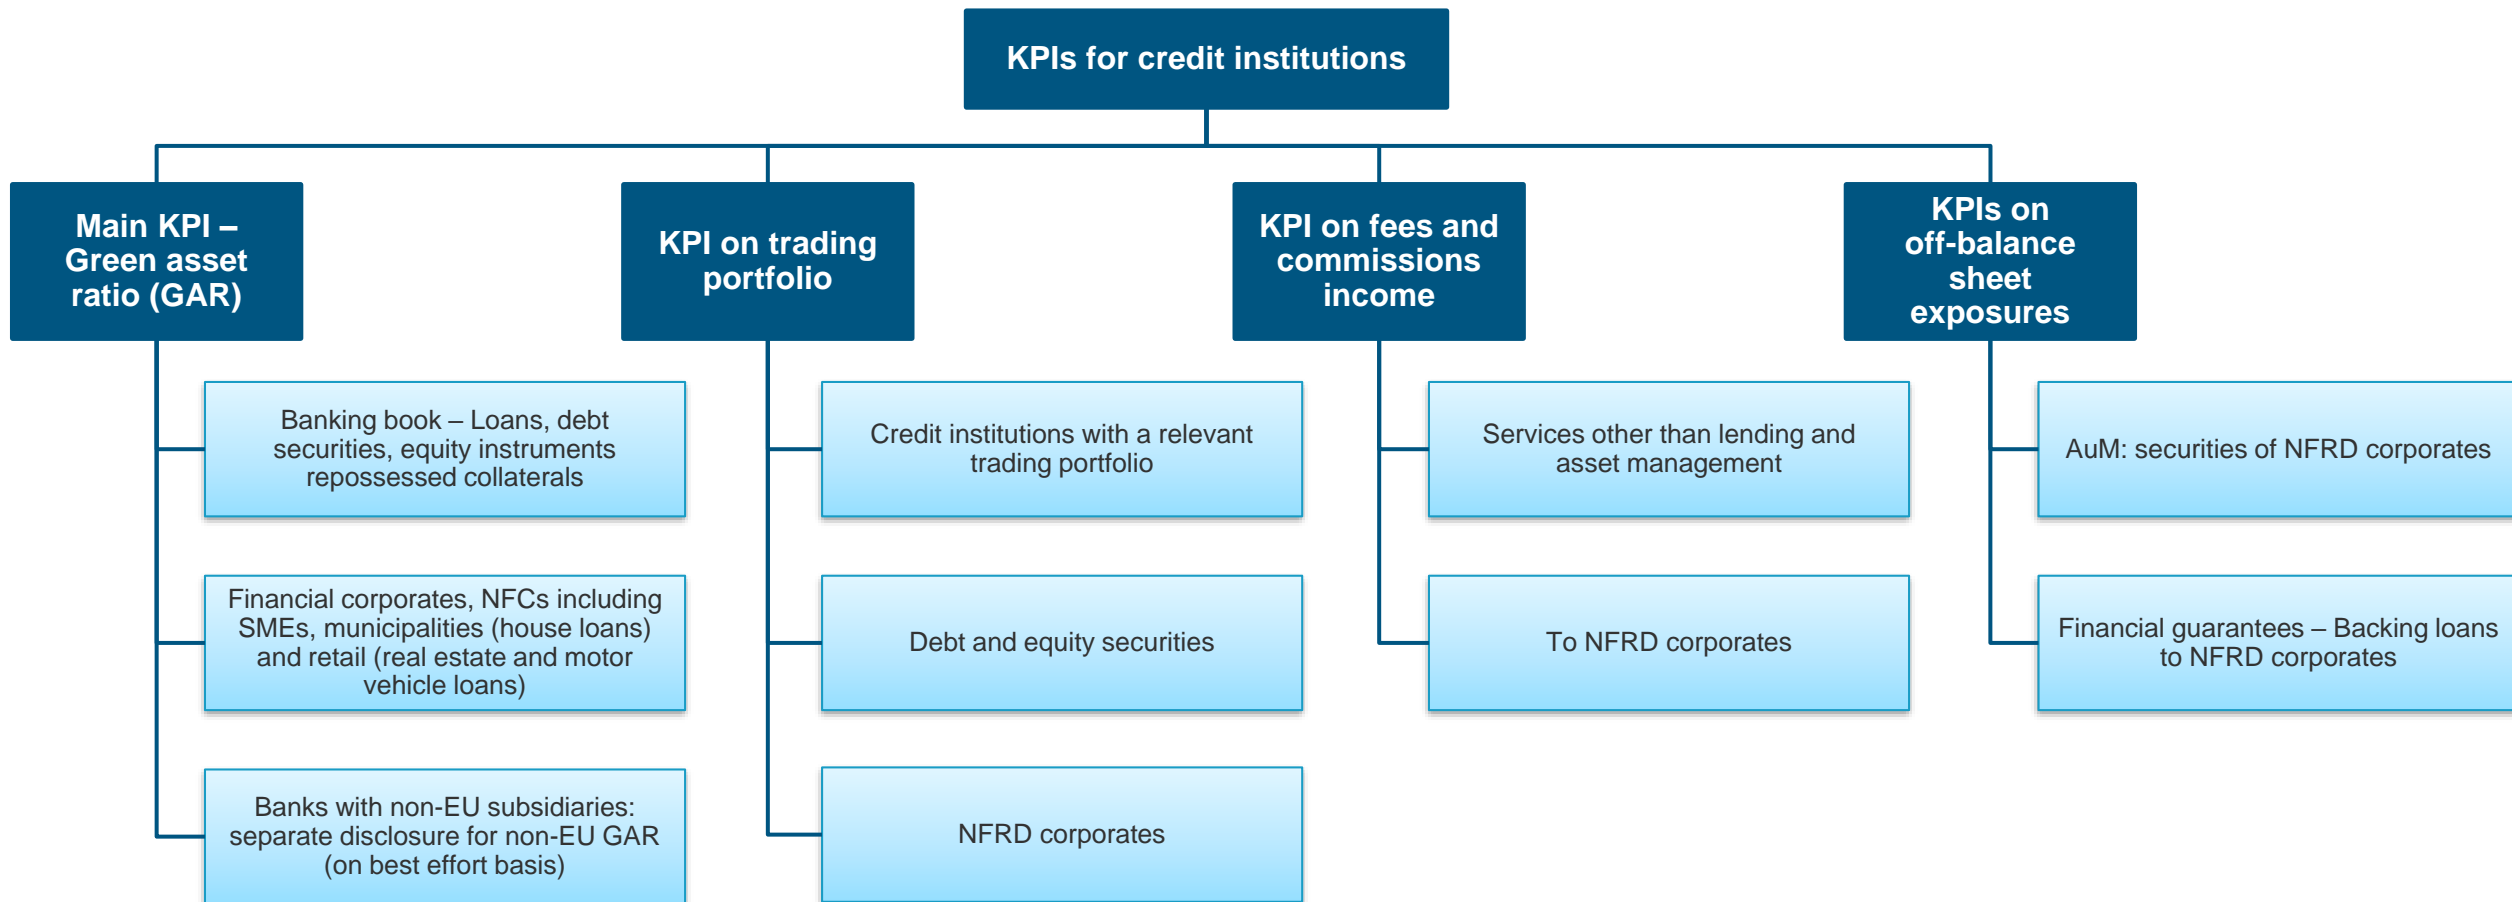 KPIs for credit institutions
Main KPI –
Green asset
ratio (GAR)
Banking book – Loans, debt
securities, equity instruments
repossessed collaterals
Financial corporates, NFCs including
SMEs, municipalities (house loans)
and retail (real estate and motor
vehicle loans)
Banks with non-EU subsidiaries:
separate disclosure for non-EU GAR
(on best effort basis)
KPI on trading
portfolio
Credit institutions with a relevant
trading portfolio
Debt and equity securities
NFRD corporates
KPI on fees and
commissions
income
Services other than lending and
asset management
To NFRD corporates
KPIs on
off-balance
sheet
exposures
AuM: securities of NFRD corporates
Financial guarantees – Backing loans
to NFRD corporates